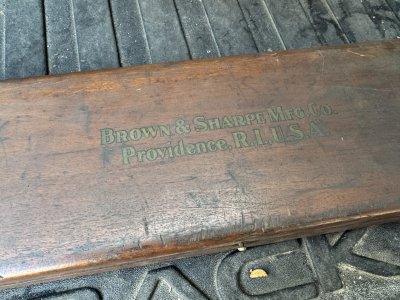 Brown & Sharpe Mfg. Co.
Providence, R.I. U.S.A.